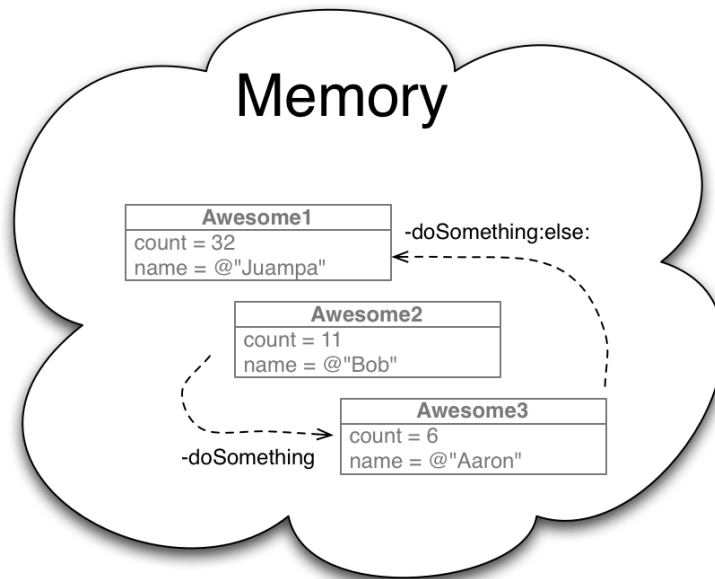 Memory
Awesome1
count = 32
name = @"Juampa"
-doSomething:else:
Awesome2
count = 11
name = @"Bob"
Awesome3
count = 6
name = @"Aaron"
-doSomething